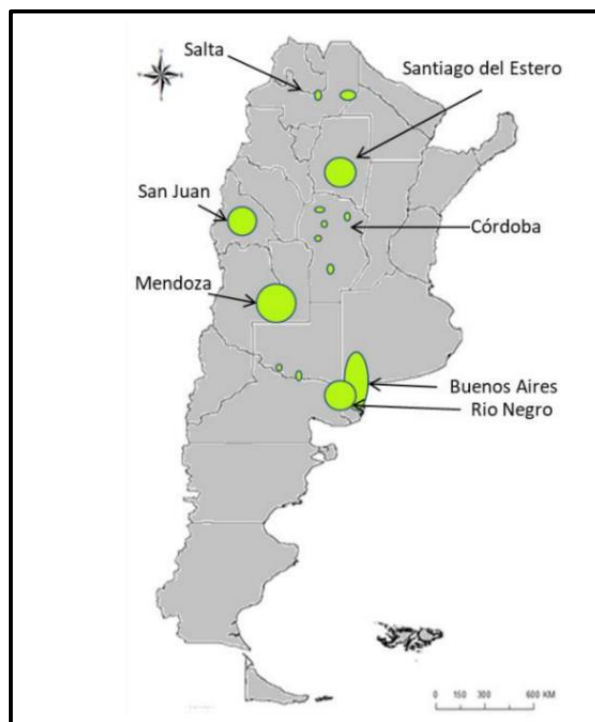 Salta
Santiago del Estero
San Juan
Córdoba
Mendoza
Buenos Aires
Rio Negro
0 150 300 600 KM